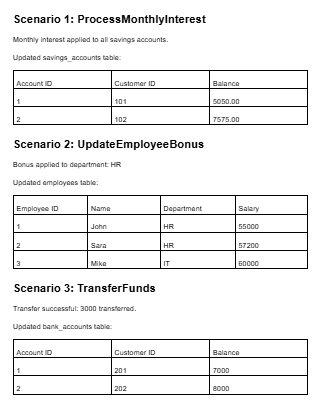 Scenario 1: ProcessMonthlyInterest
Monthly interest applied to all savings accounts.
Updated savings_accounts table:
Account ID Customer ID Balance
1 101 5050.00
2 102 7575.00
Scenario 2: UpdateEmployeeBonus
Bonus applied to department: HR
Updated employees table:
Employee ID Name Department Salary
1 John HR 55000
2 Sara HR 57200
3 Mike IT 60000
Scenario 3: TransferFunds
Transfer successful: 3000 transferred.
Updated bank_accounts table:
Account ID Customer ID Balance
1 201 7000
2 202 8000